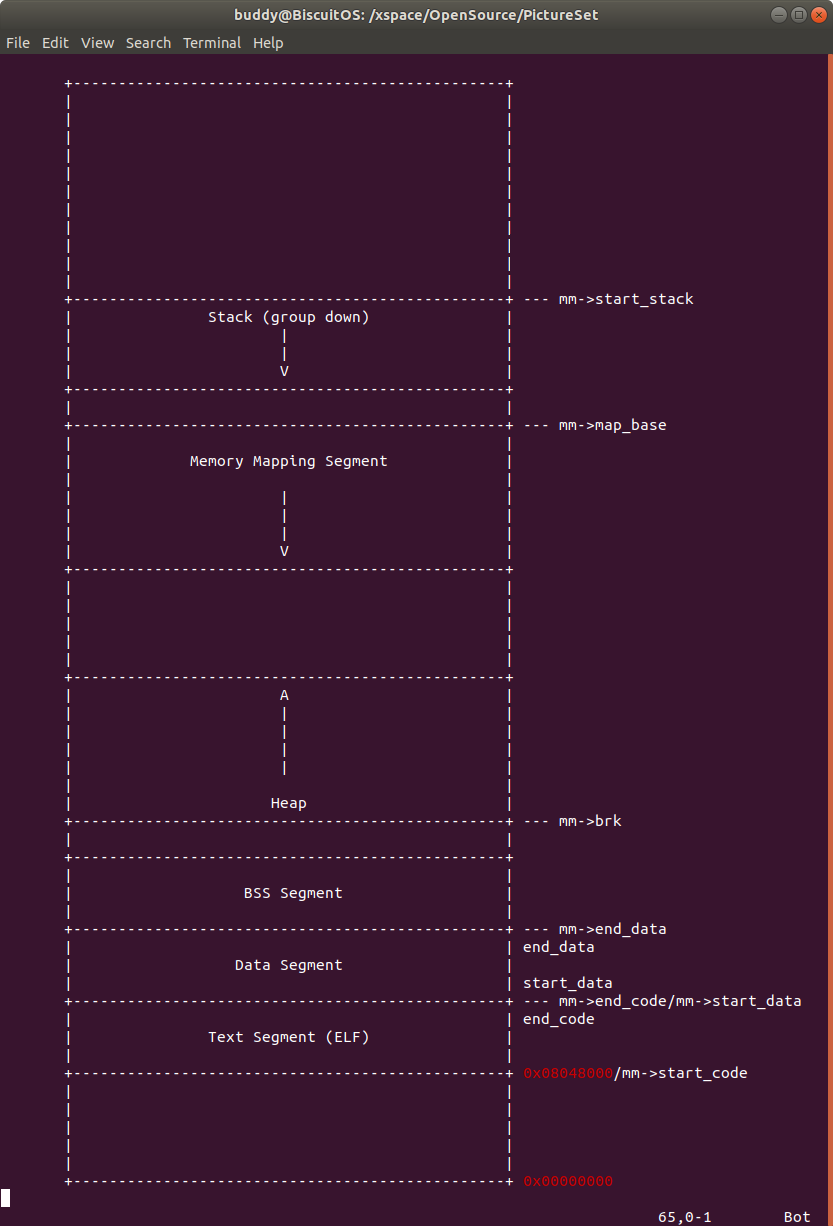 buddy@BiscuitOS: /xspace/OpenSource/PictureSet
File Edit View Search Terminal Help
+------------------------------------------------+
|                                                |
|                                                |
|                                                |
|                                                |
|                                                |
|                                                |
|                                                |
|                                                |
|                                                |
|                                                |
|                                                |
+------------------------------------------------+ --- mm->start_stack
|               Stack (group down)               |
|                       |                        |
|                       |                        |
|                       V                        |
+------------------------------------------------+
|                                                |
+------------------------------------------------+ --- mm->map_base
|                                                |
|             Memory Mapping Segment             |
|                                                |
|                       |                        |
|                       |                        |
|                       |                        |
|                       V                        |
+------------------------------------------------+
|                                                |
|                                                |
|                                                |
|                                                |
|                                                |
+------------------------------------------------+
|                       A                        |
|                       |                        |
|                       |                        |
|                       |                        |
|                       |                        |
|                                                |
|                      Heap                      |
+------------------------------------------------+ --- mm->brk
|                                                |
+------------------------------------------------+
|                                                |
|                   BSS Segment                  |
|                                                |
+------------------------------------------------+ --- mm->end_data
|                                                | end_data
|                  Data Segment                  |
|                                                | start_data
+------------------------------------------------+ --- mm->end_code/mm->start_data
|                                                | end_code
|               Text Segment (ELF)               |
|                                                |
+------------------------------------------------+ 0x08048000/mm->start_code
|                                                |
|                                                |
|                                                |
|                                                |
|                                                |
+------------------------------------------------+ 0x00000000
65,0-1 Bot